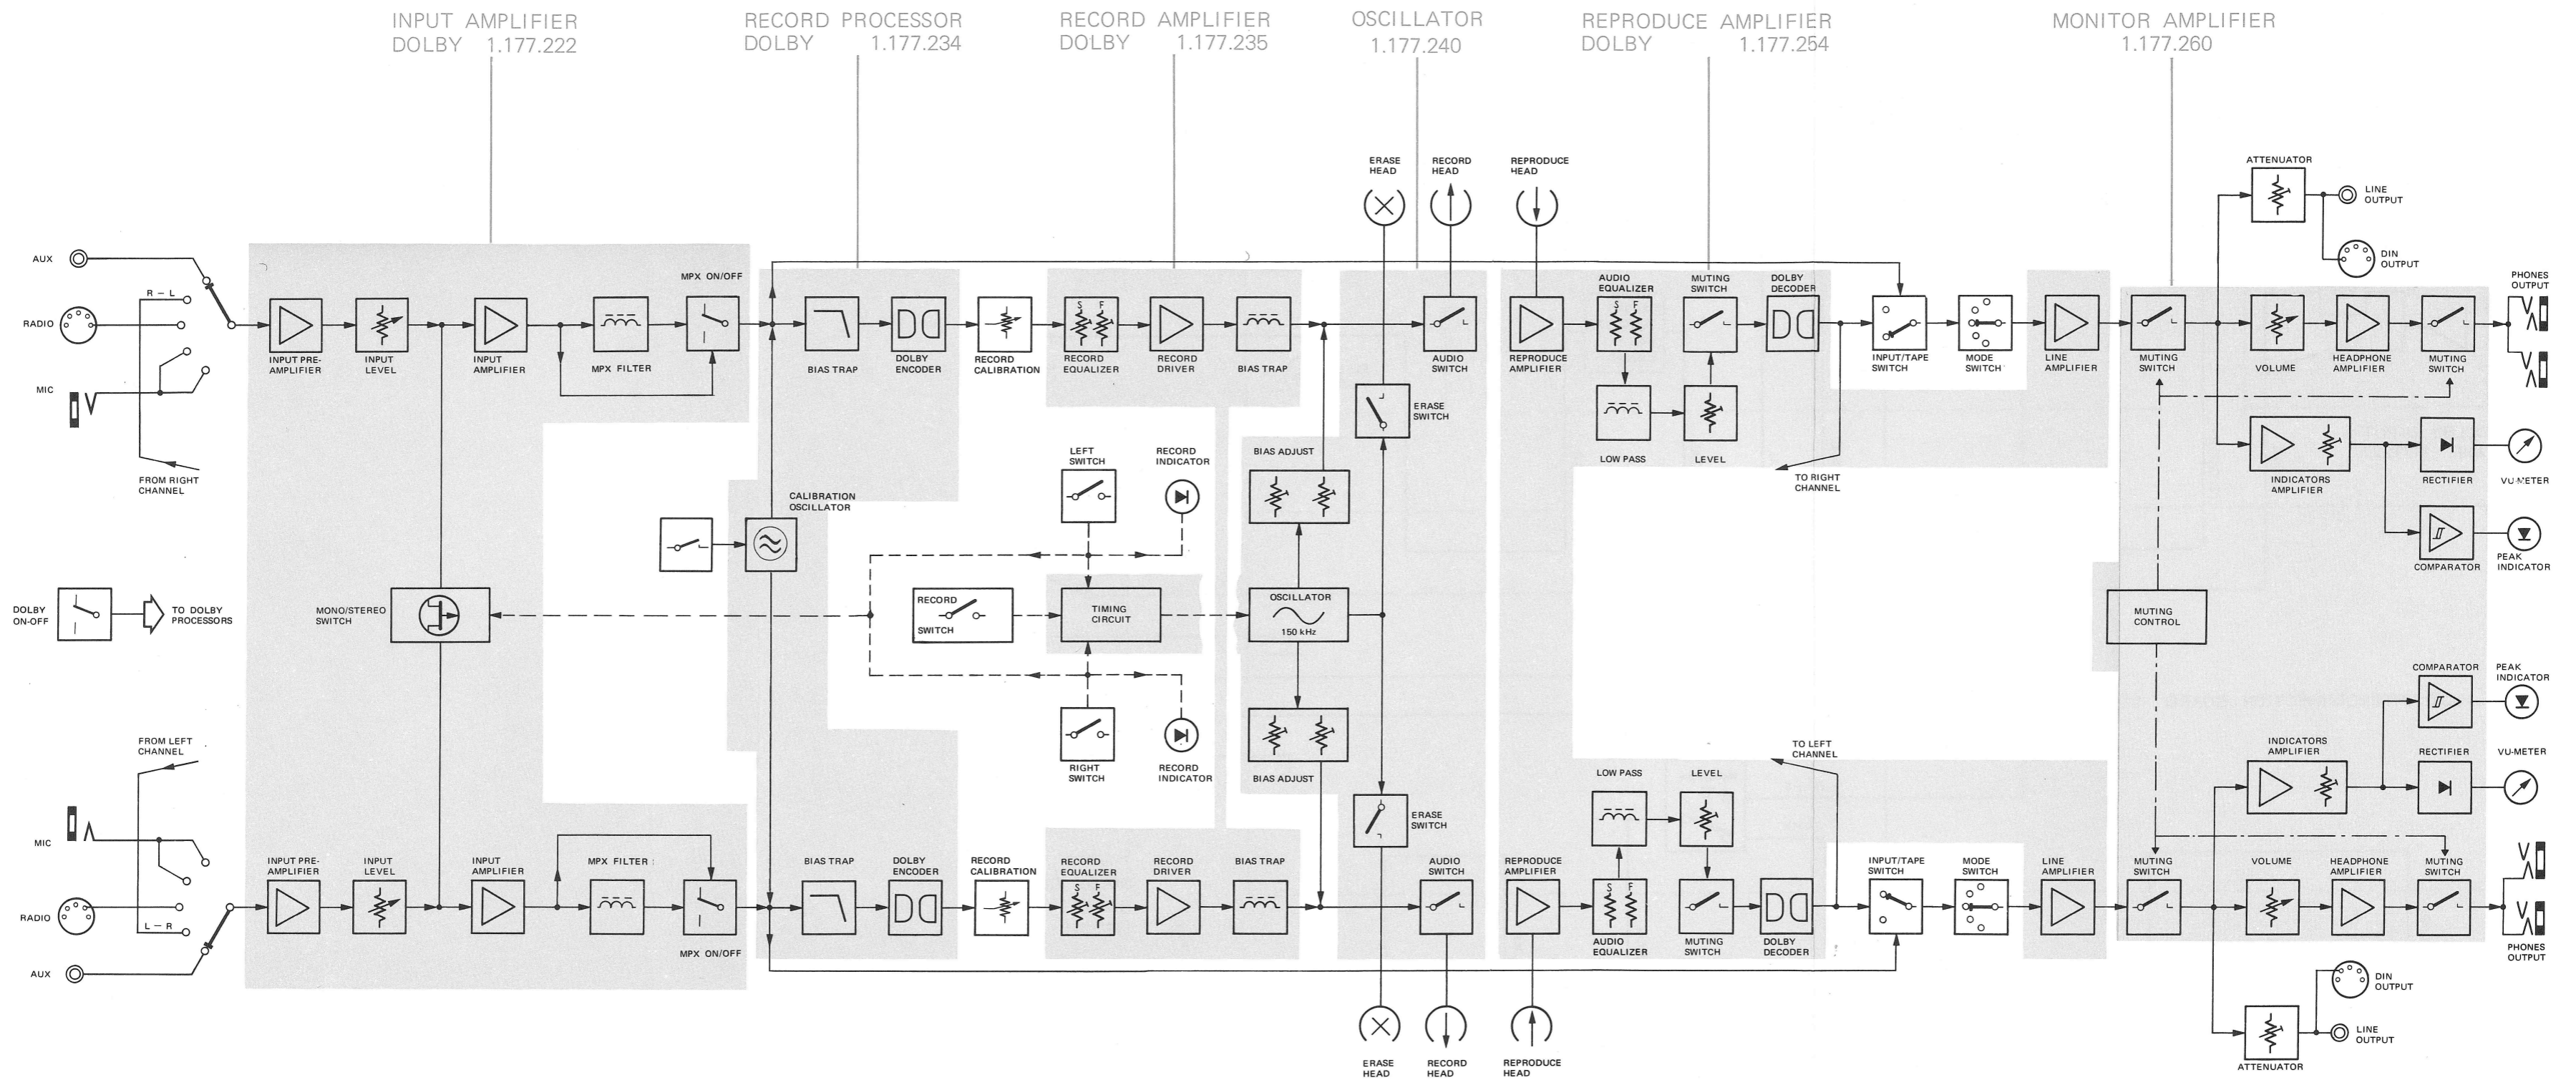 INPUT AMPLIFIER
DOLBY 1.177.222
RECORD PROCESSOR
DOLBY 1.177.234
RECORD AMPLIFIER
DOLBY 1.177.235
OSCILLATOR
1.177.240
REPRODUCE AMPLIFIER
DOLBY 1.177.254
MONITOR AMPLIFIER
1.177.260
ERASE
HEAD
RECORD
HEAD
REPRODUCE
HEAD
ATTENUATOR
LINE
OUTPUT
DIN
OUTPUT
PHONES
OUTPUT
AUX
R – L
RADIO
MIC
FROM RIGHT
CHANNEL
INPUT PRE-
AMPLIFIER
INPUT
LEVEL
INPUT
AMPLIFIER
MPX FILTER
MPX ON/OFF
BIAS TRAP
DOLBY
ENCODER
RECORD
CALIBRATION
S F
RECORD
EQUALIZER
RECORD
DRIVER
BIAS TRAP
AUDIO
SWITCH
ERASE
SWITCH
REPRODUCE
AMPLIFIER
AUDIO
EQUALIZER
S F
MUTING
SWITCH
DOLBY
DECODER
LOW PASS
LEVEL
TO RIGHT
CHANNEL
INPUT/TAPE
SWITCH
MODE
SWITCH
LINE
AMPLIFIER
MUTING
SWITCH
VOLUME
HEADPHONE
AMPLIFIER
MUTING
SWITCH
INDICATORS
AMPLIFIER
RECTIFIER
VU-METER
COMPARATOR
PEAK
INDICATOR
LEFT
SWITCH
RECORD
INDICATOR
BIAS ADJUST
CALIBRATION
OSCILLATOR
DOLBY
ON-OFF
TO DOLBY
PROCESSORS
MONO/STEREO
SWITCH
RECORD
SWITCH
TIMING
CIRCUIT
OSCILLATOR
150 kHz
MUTING
CONTROL
RIGHT
SWITCH
RECORD
INDICATOR
BIAS ADJUST
ERASE
SWITCH
COMPARATOR
PEAK
INDICATOR
INDICATORS
AMPLIFIER
RECTIFIER
VU-METER
TO LEFT
CHANNEL
LOW PASS
LEVEL
FROM LEFT
CHANNEL
MIC
RADIO
L – R
AUX
INPUT PRE-
AMPLIFIER
INPUT
LEVEL
INPUT
AMPLIFIER
MPX FILTER
MPX ON/OFF
BIAS TRAP
DOLBY
ENCODER
RECORD
CALIBRATION
RECORD
EQUALIZER
S F
RECORD
DRIVER
BIAS TRAP
AUDIO
SWITCH
REPRODUCE
AMPLIFIER
S F
AUDIO
EQUALIZER
MUTING
SWITCH
DOLBY
DECODER
INPUT/TAPE
SWITCH
MODE
SWITCH
LINE
AMPLIFIER
MUTING
SWITCH
VOLUME
HEADPHONE
AMPLIFIER
MUTING
SWITCH
PHONES
OUTPUT
DIN
OUTPUT
LINE
OUTPUT
ATTENUATOR
ERASE
HEAD
RECORD
HEAD
REPRODUCE
HEAD